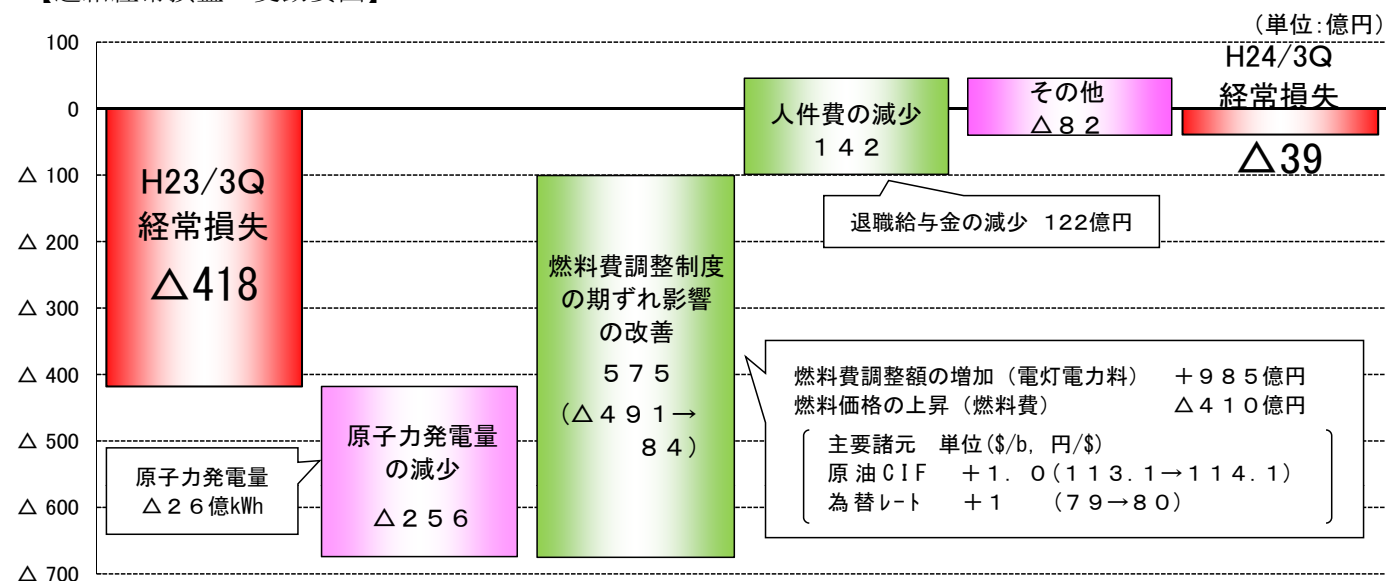 (単位:億円)
100
0
△ 100
△ 200
△ 300
△ 400
△ 500
△ 600
△ 700
H23/3Q
経常損失
△418
原子力発電量
△26億kWh
原子力発電量
の減少
△256
燃料費調整制度
の期ずれ影響
の改善
575
(△491→
84)
人件費の減少
142
退職給与金の減少 122億円
その他
△82
H24/3Q
経常損失
△39
燃料費調整額の増加（電灯電力料） +985億円
燃料価格の上昇（燃料費） △410億円
主要諸元 単位($/b, 円/$)
原油CIF +1.0(113.1→114.1)
為替ﾚｰﾄ +1 (79→80)